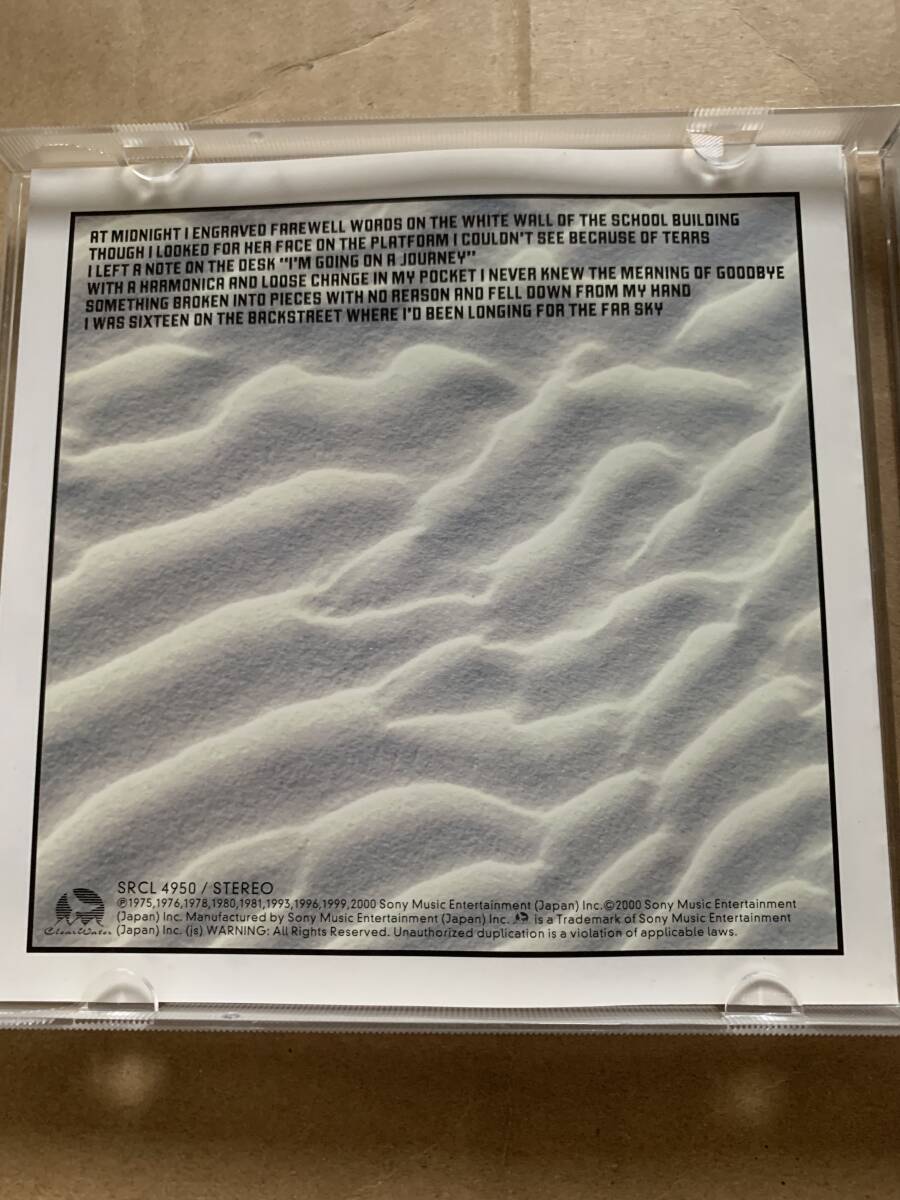 AT MIDNIGHT I ENGRAVED FAREWELL WORDS ON THE WHITE WALL OF THE SCHOOL BUILDING
THOUGH I LOOKED FOR HER FACE ON THE PLATFORM I COULDN'T SEE BECAUSE OF TEARS
I LEFT A NOTE ON THE DESK "I'M GOING ON A JOURNEY"
WITH A HARMONICA AND LOOSE CHANGE IN MY POCKET I NEVER KNEW THE MEANING OF GOODBYE
SOMETHING BROKEN INTO PIECES WITH NO REASON AND FELL DOWN FROM MY HAND
I WAS SIXTEEN ON THE BACKSTREET WHERE I'D BEEN LONGING FOR THE FAR SKY
SRCL 4950 / STEREO
℗1975,1976,1978,1980,1981,1993,1996,1999,2000 Sony Music Entertainment (Japan) Inc.©2000 Sony Music Entertainment
(Japan) Inc. Manufactured by Sony Music Entertainment (Japan) Inc. is a Trademark of Sony Music Entertainment
(Japan) Inc. (js) WARNING: All Rights Reserved. Unauthorized duplication is a violation of applicable laws.
ClearWater